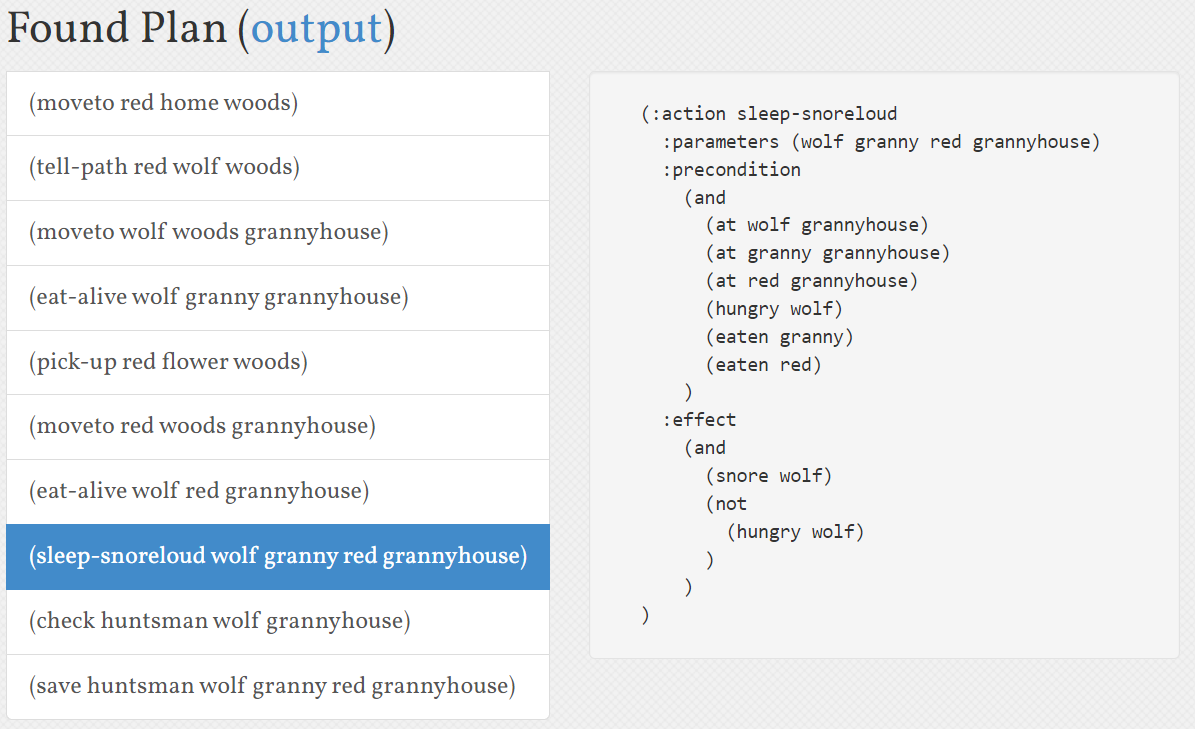 Found Plan (output)
(moveto red home woods)
(tell-path red wolf woods)
(moveto wolf woods grannyhouse)
(eat-alive wolf granny grannyhouse)
(pick-up red flower woods)
(moveto red woods grannyhouse)
(eat-alive wolf red grannyhouse)
(sleep-snoreloud wolf granny red grannyhouse)
(check huntsman wolf grannyhouse)
(save huntsman wolf granny red grannyhouse)
(:action sleep-snoreloud
  :parameters (wolf granny red grannyhouse)
  :precondition
    (and
      (at wolf grannyhouse)
      (at granny grannyhouse)
      (at red grannyhouse)
      (hungry wolf)
      (eaten granny)
      (eaten red)
    )
  :effect
    (and
      (snore wolf)
      (not
        (hungry wolf)
      )
    )
)